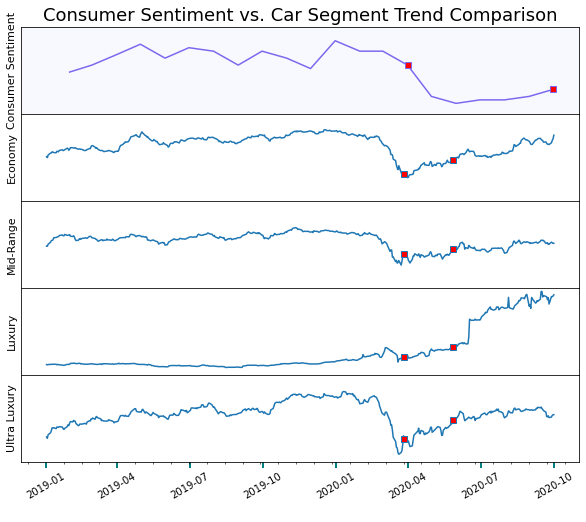 Consumer Sentiment vs. Car Segment Trend Comparison
Consumer Sentiment
Economy
Mid-Range
Luxury
Ultra Luxury
2019-01
2019-04
2019-07
2019-10
2020-01
2020-04
2020-07
2020-10